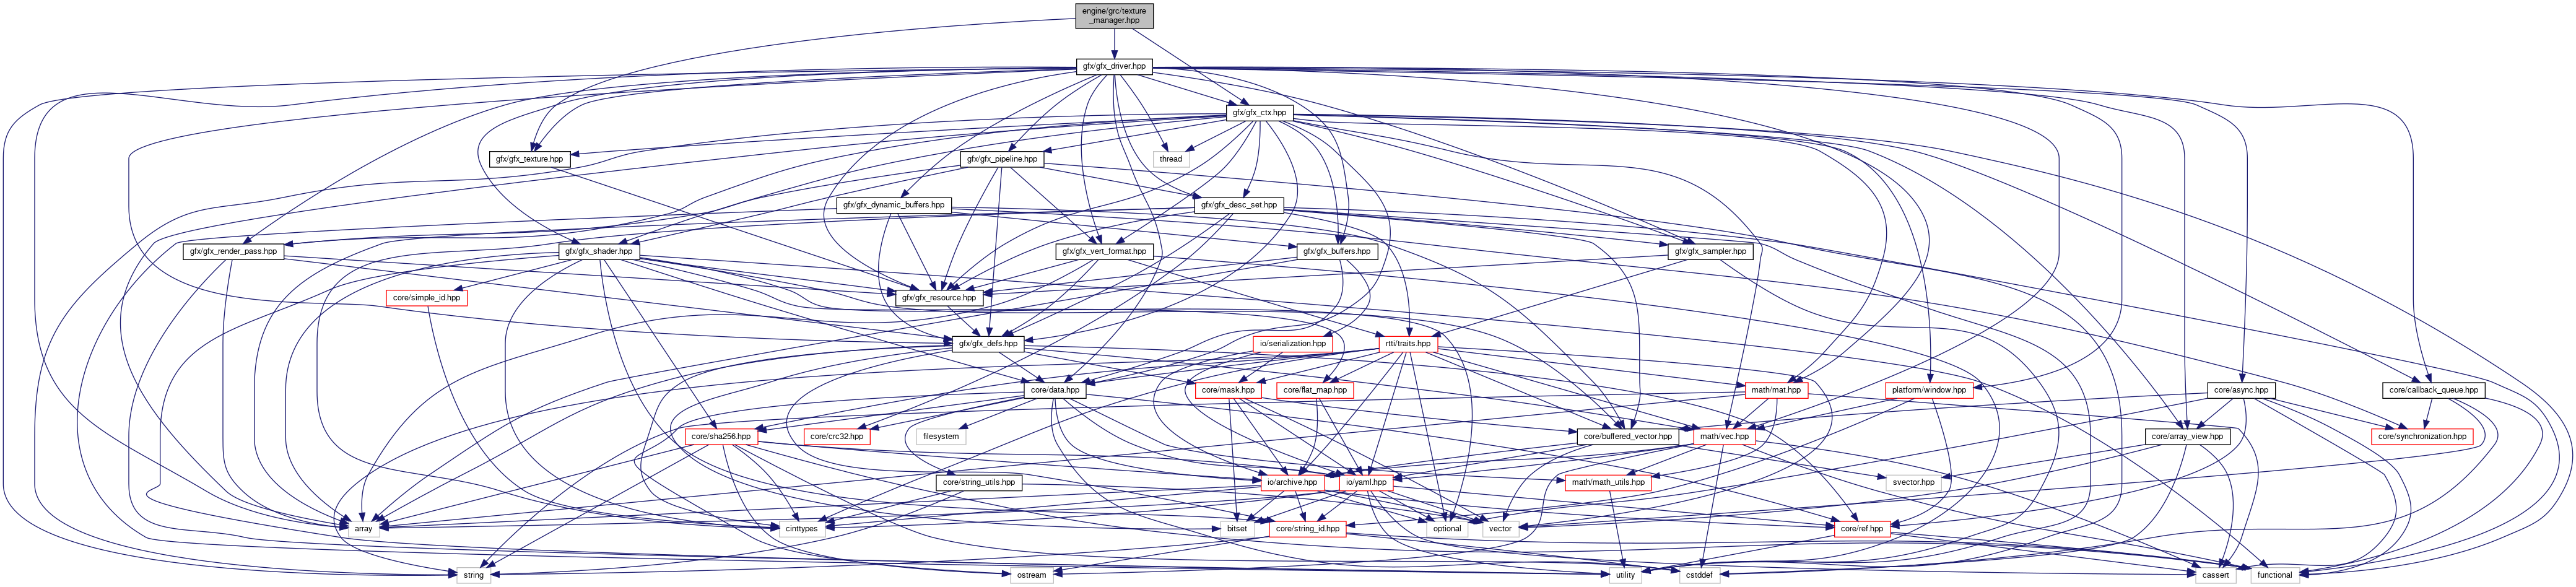 engine/grc/texture
_manager.hpp
gfx/gfx_driver.hpp
gfx/gfx_ctx.hpp
gfx/gfx_texture.hpp
gfx/gfx_pipeline.hpp
thread
gfx/gfx_dynamic_buffers.hpp
gfx/gfx_desc_set.hpp
gfx/gfx_render_pass.hpp
gfx/gfx_shader.hpp
gfx/gfx_vert_format.hpp
gfx/gfx_buffers.hpp
gfx/gfx_sampler.hpp
core/simple_id.hpp
gfx/gfx_resource.hpp
gfx/gfx_defs.hpp
io/serialization.hpp
rtti/traits.hpp
core/data.hpp
core/mask.hpp
core/flat_map.hpp
math/mat.hpp
platform/window.hpp
core/async.hpp
core/callback_queue.hpp
core/sha256.hpp
core/crc32.hpp
filesystem
core/buffered_vector.hpp
math/vec.hpp
core/array_view.hpp
core/synchronization.hpp
core/string_utils.hpp
io/archive.hpp
io/yaml.hpp
math/math_utils.hpp
svector.hpp
array
cinttypes
bitset
core/string_id.hpp
optional
vector
core/ref.hpp
string
ostream
utility
cstddef
cassert
functional